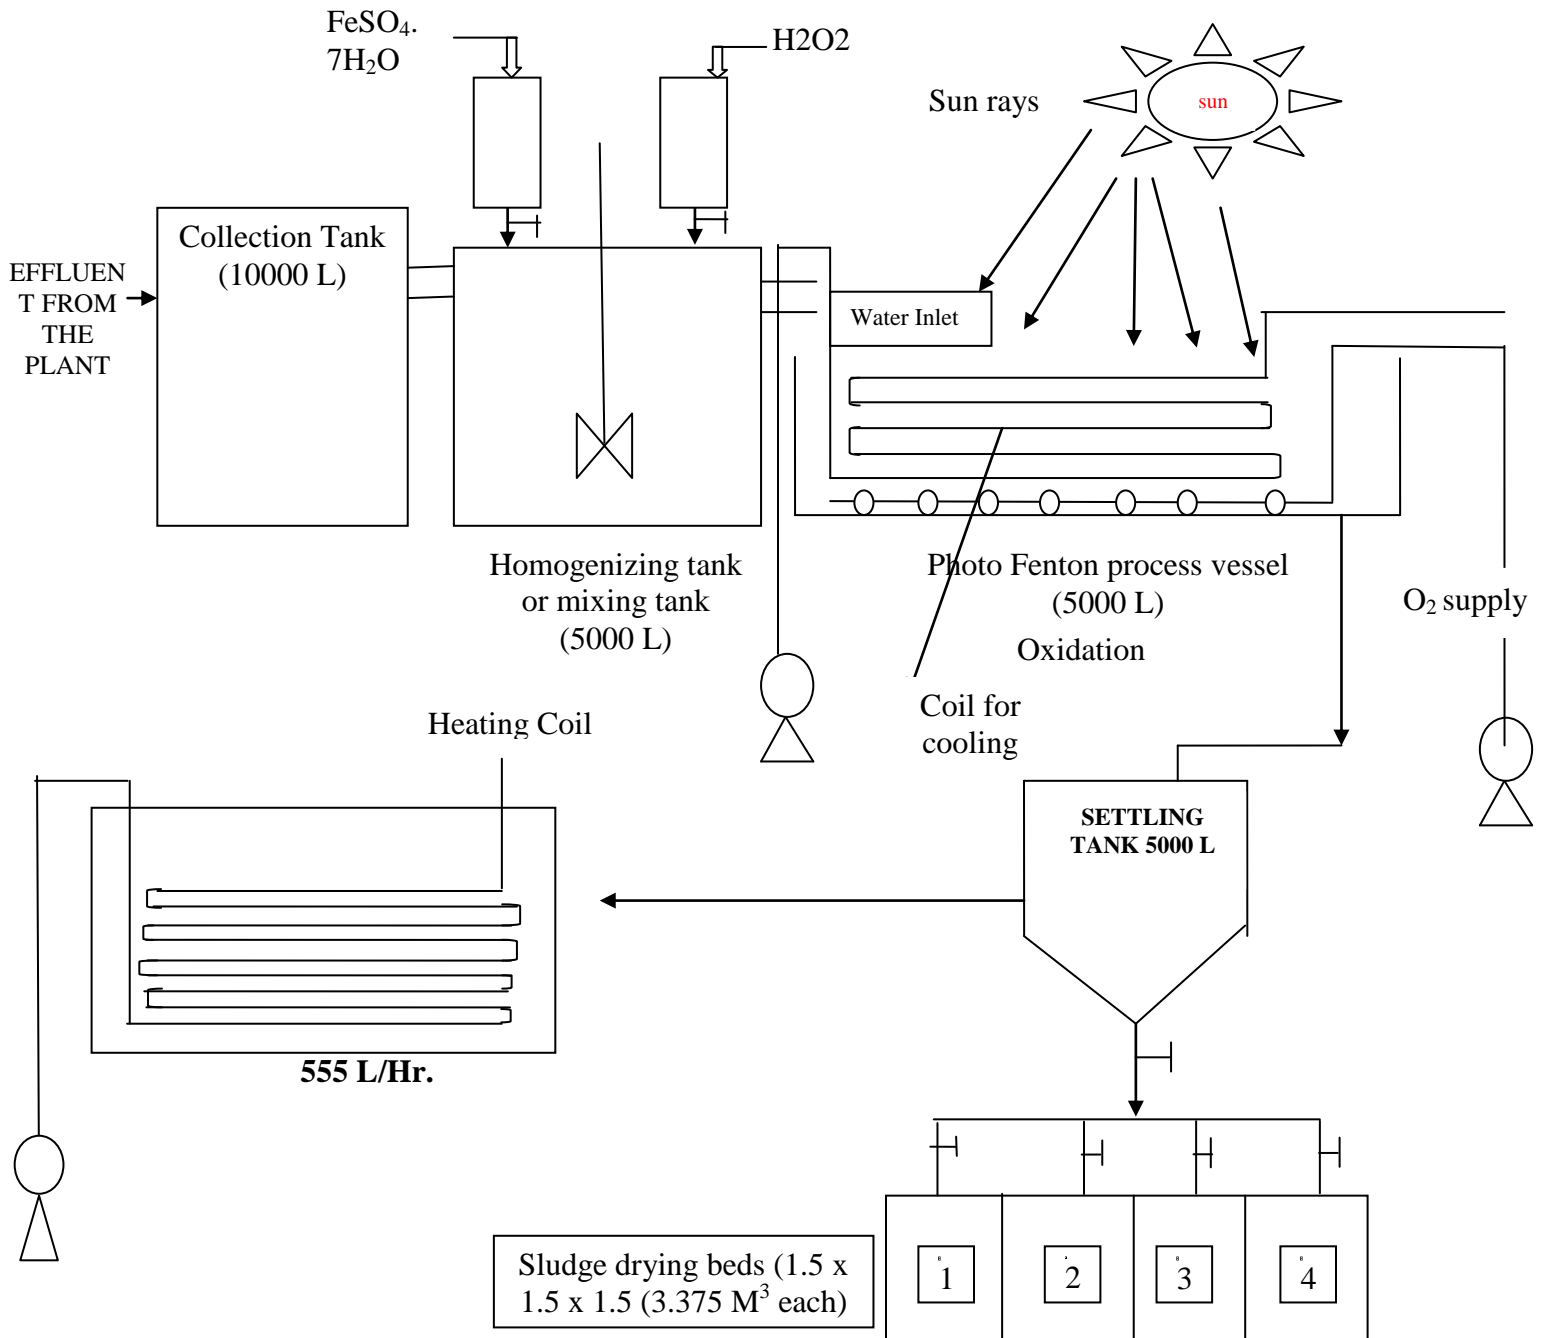 FeSO₄.
7H₂O
H2O2
Sun rays
sun
Collection Tank
(10000 L)
EFFLUEN
T FROM
THE
PLANT
Water Inlet
Homogenizing tank
or mixing tank
(5000 L)
Photo Fenton process vessel
(5000 L)
Oxidation
O₂ supply
Coil for
cooling
Heating Coil
SETTLING
TANK 5000 L
555 L/Hr.
Sludge drying beds (1.5 x
1.5 x 1.5 (3.375 M³ each)
1
2
3
4